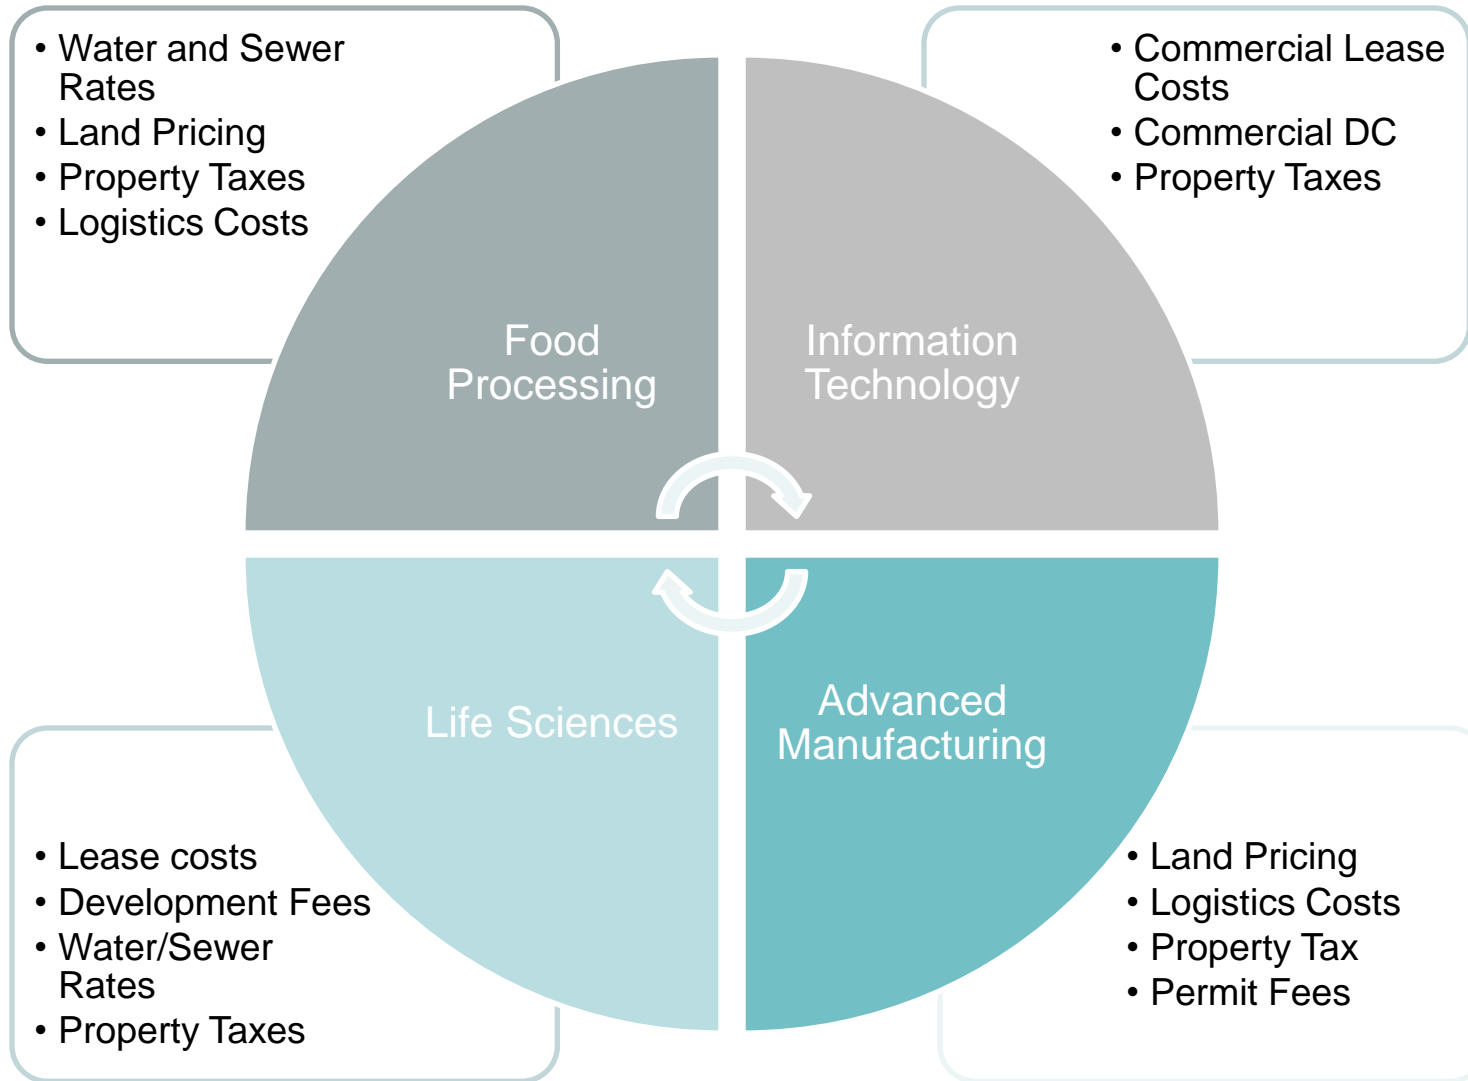 • Water and Sewer
Rates
• Land Pricing
• Property Taxes
• Logistics Costs
• Commercial Lease
Costs
• Commercial DC
• Property Taxes
Food
Processing
Information
Technology
Life Sciences
Advanced
Manufacturing
• Lease costs
• Development Fees
• Water/Sewer
Rates
• Property Taxes
• Land Pricing
• Logistics Costs
• Property Tax
• Permit Fees